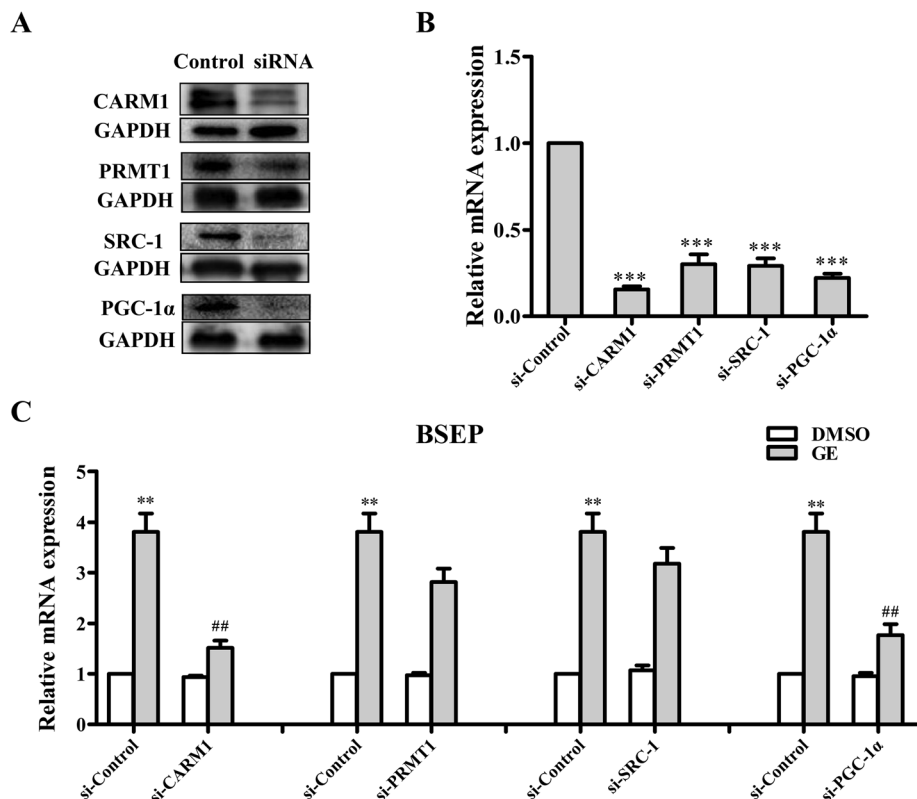 A
Control siRNA
CARM1
GAPDH
PRMT1
GAPDH
SRC-1
GAPDH
PGC-1α
GAPDH
B
Relative mRNA expression
1.5
1.0
0.5
0.0
***
***
***
***
si-Control
si-CARM1
si-PRMT1
si-SRC-1
si-PGC-1α
C
BSEP
DMSO
GE
Relative mRNA expression
5
4
3
2
1
0
**
##
**
**
**
##
si-Control
si-CARM1
si-Control
si-PRMT1
si-Control
si-SRC-1
si-Control
si-PGC-1α